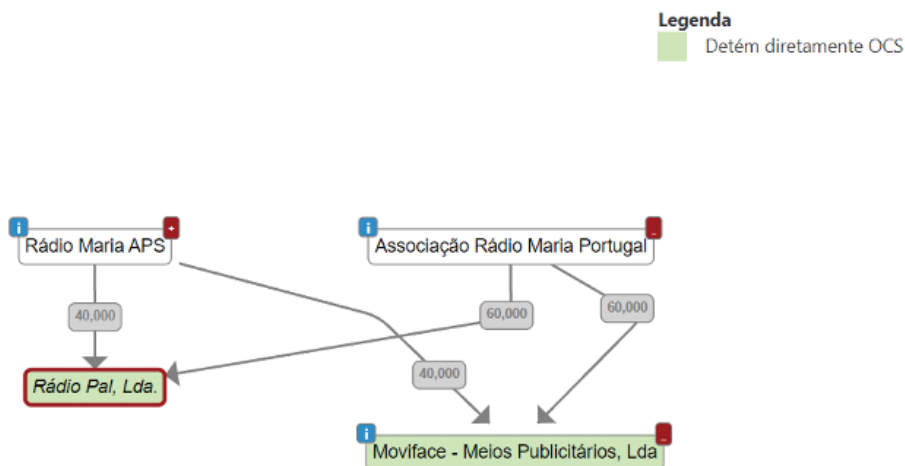 Legenda
Detém diretamente OCS
i
+
Rádio Maria APS
i
-
Associação Rádio Maria Portugal
40,000
60,000
60,000
Rádio Pal, Lda.
40,000
i
-
Moviface - Meios Publicitários, Lda